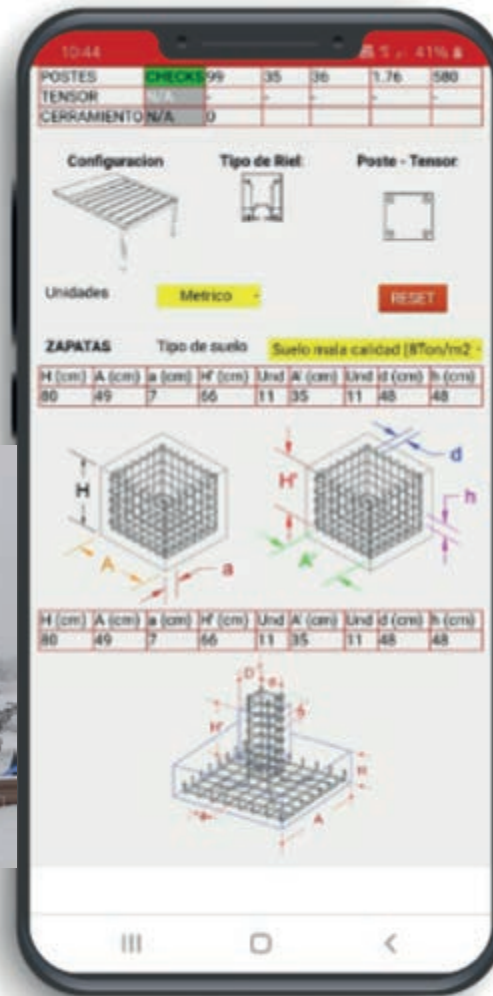 10:44 41%
POSTES CHECKS 99 35 36 1.76 580
TENSOR N/A - - - - -
CERRAMIENTO N/A 0
Configuracion Tipo de Riel: Poste - Tensor
Unidades Metrico RESET
ZAPATAS Tipo de suelo Suelo mala calidad (8Ton/m2
H (cm) A (cm) a (cm) H' (cm) Und A' (cm) Und d (cm) h (cm)
80 49 7 66 11 35 11 48 48
H A a H' A' d h
H (cm) A (cm) a (cm) H' (cm) Und A' (cm) Und d (cm) h (cm)
80 49 7 66 11 35 11 48 48
D
H'
H
A